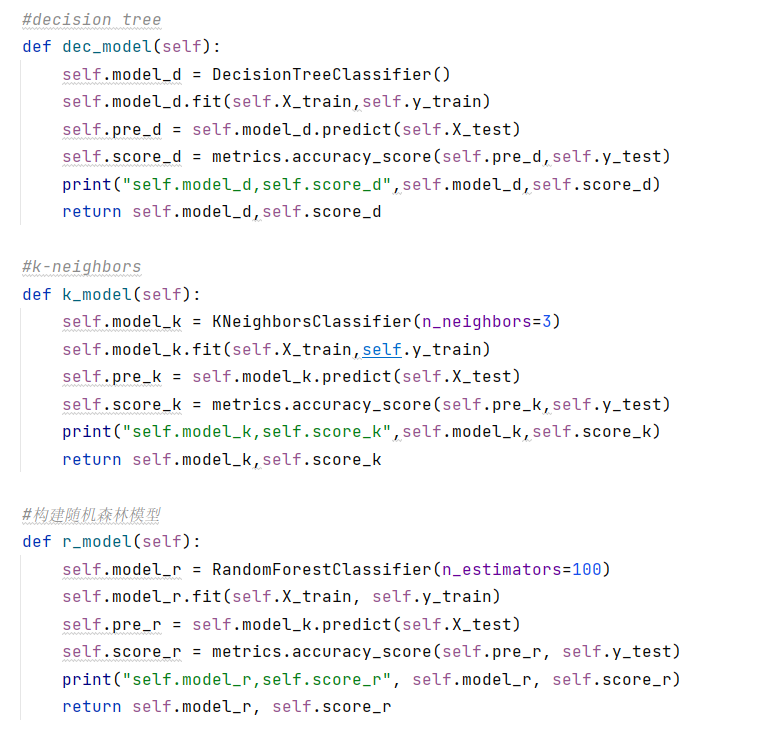 #decision tree
def dec_model(self):
    self.model_d = DecisionTreeClassifier()
    self.model_d.fit(self.X_train,self.y_train)
    self.pre_d = self.model_d.predict(self.X_test)
    self.score_d = metrics.accuracy_score(self.pre_d,self.y_test)
    print("self.model_d,self.score_d",self.model_d,self.score_d)
    return self.model_d,self.score_d
#k-neighbors
def k_model(self):
    self.model_k = KNeighborsClassifier(n_neighbors=3)
    self.model_k.fit(self.X_train,self.y_train)
    self.pre_k = self.model_k.predict(self.X_test)
    self.score_k = metrics.accuracy_score(self.pre_k,self.y_test)
    print("self.model_k,self.score_k",self.model_k,self.score_k)
    return self.model_k,self.score_k
#构建随机森林模型
def r_model(self):
    self.model_r = RandomForestClassifier(n_estimators=100)
    self.model_r.fit(self.X_train, self.y_train)
    self.pre_r = self.model_k.predict(self.X_test)
    self.score_r = metrics.accuracy_score(self.pre_r, self.y_test)
    print("self.model_r,self.score_r", self.model_r, self.score_r)
    return self.model_r, self.score_r